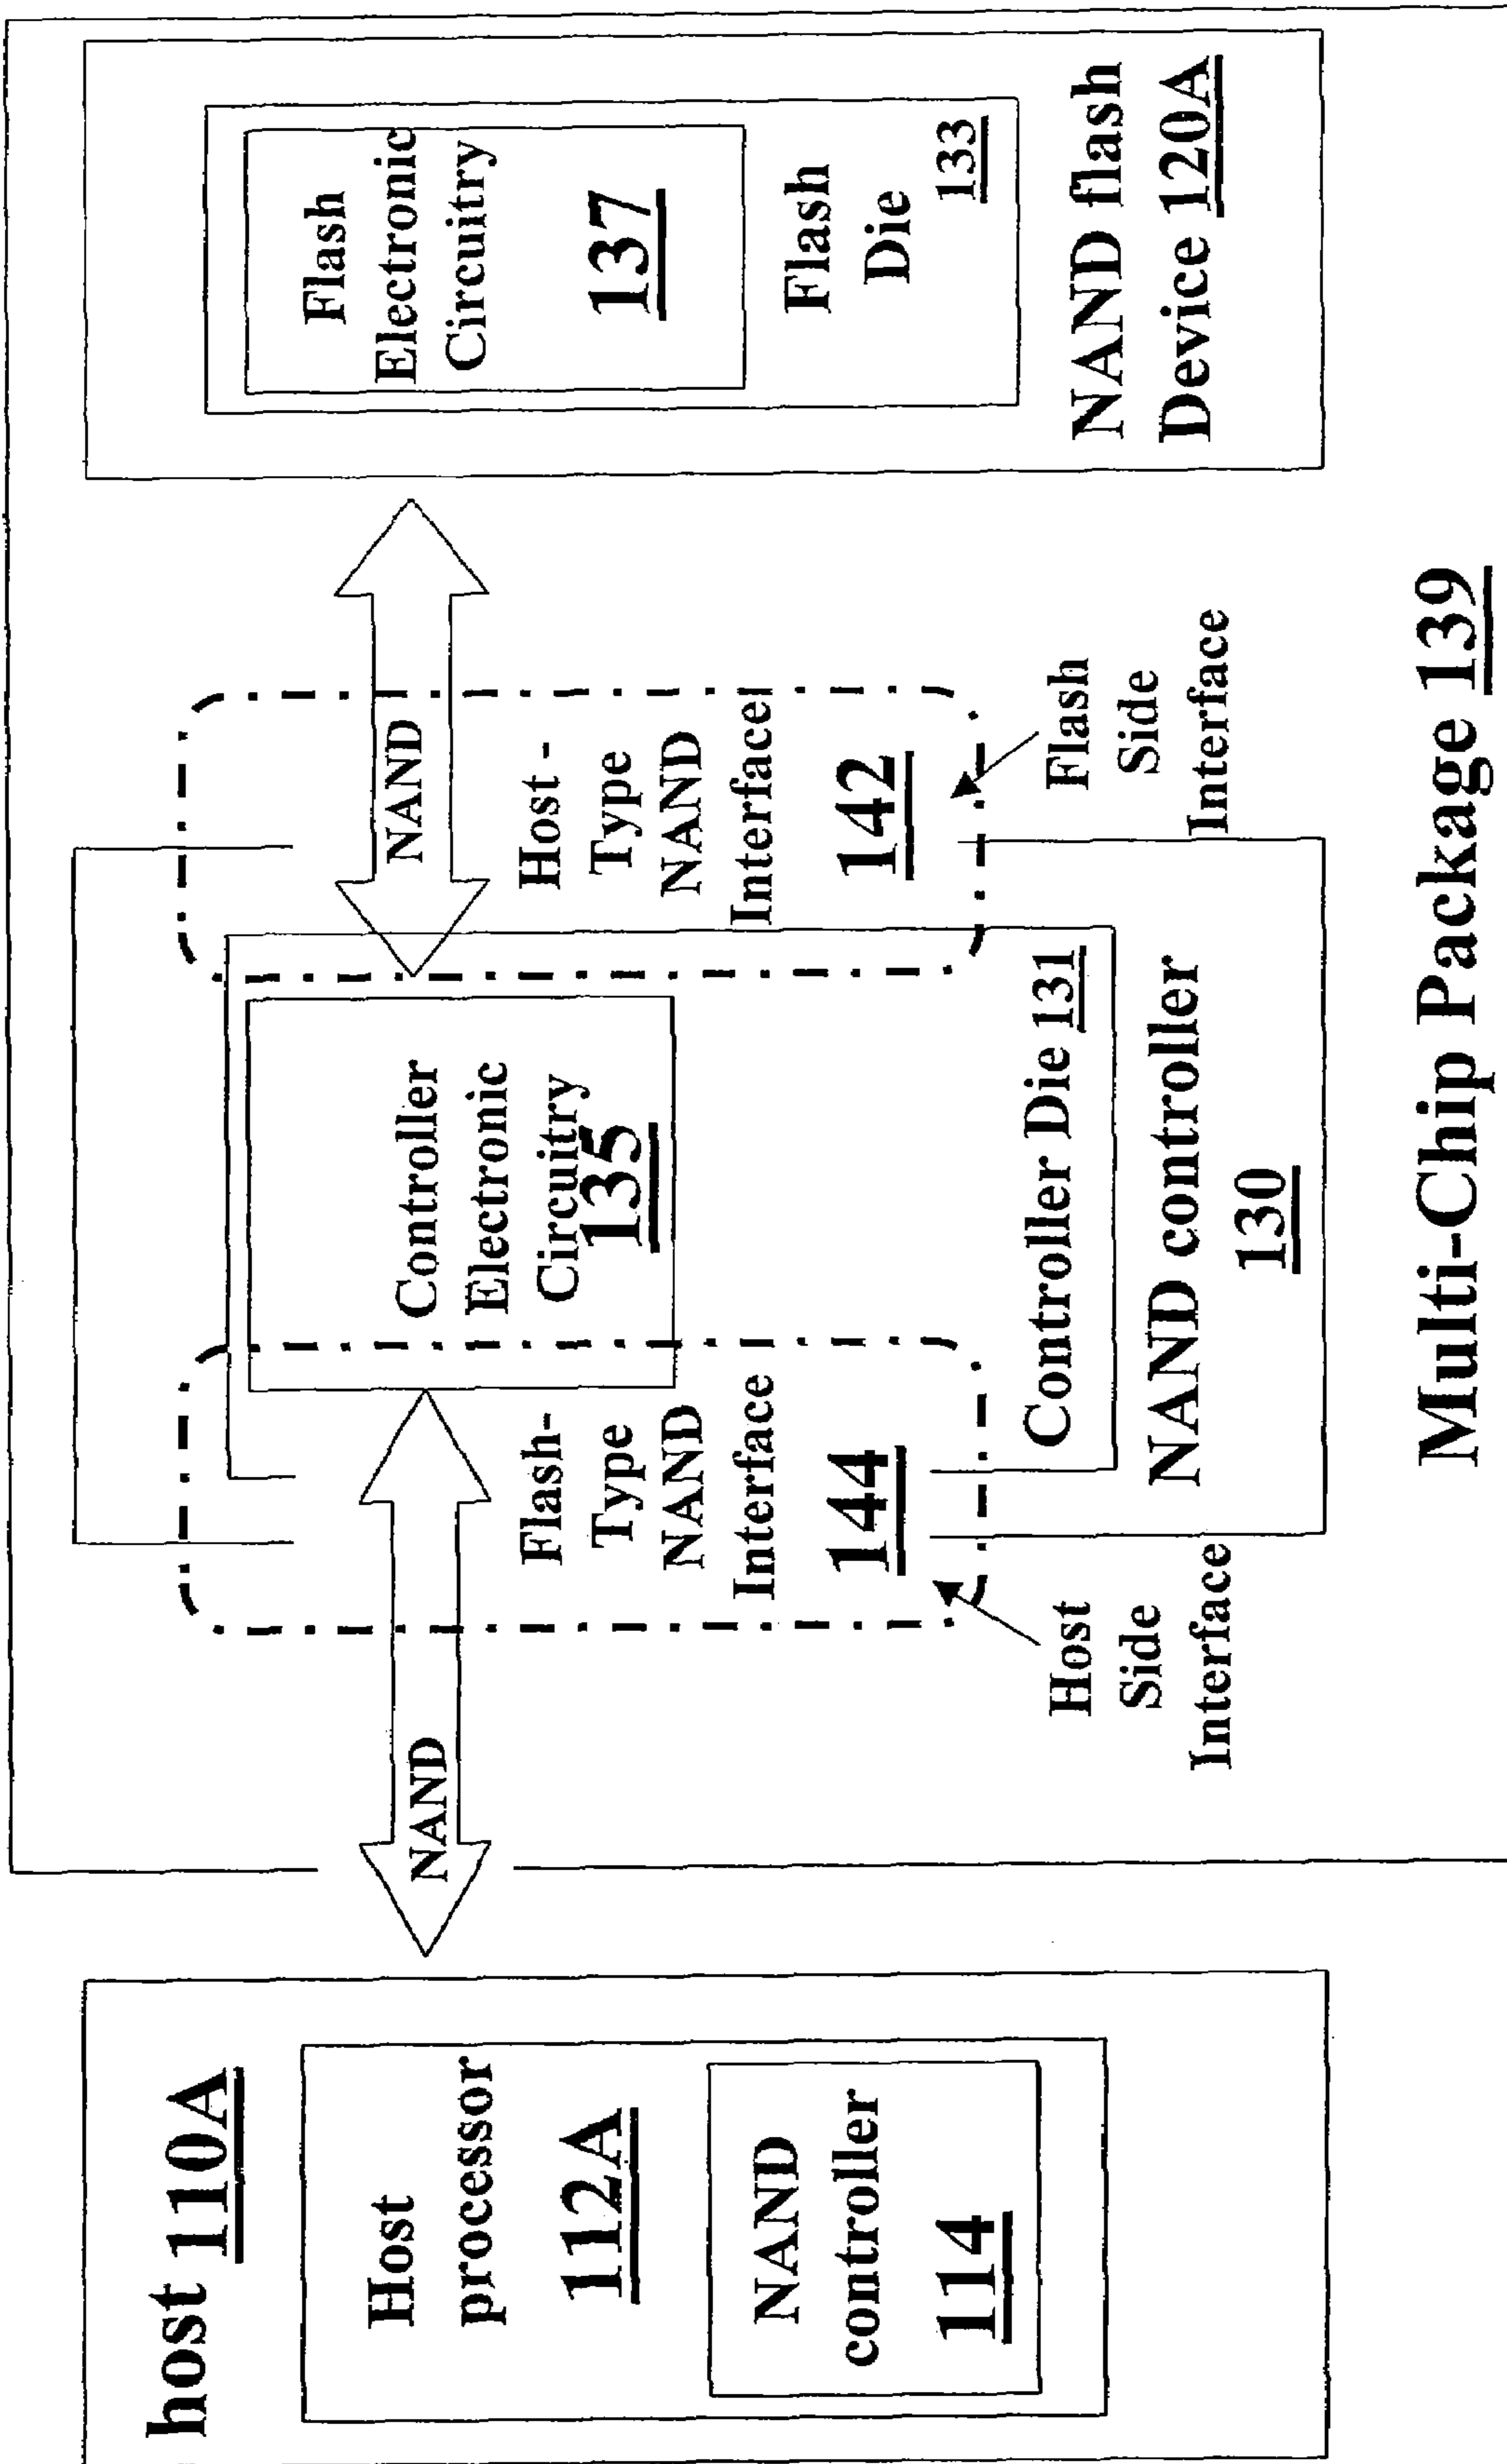 host 110A
Host
processor
112A
NAND
controller
114
NAND
Flash-
Type
NAND
Interface
144
Host
Side
Interface
Controller
Electronic
Circuitry
135
Controller Die 131
NAND controller
130
NAND
Host -
Type
NAND
Interface
142
Flash
Side
Interface
Flash
Electronic
Circuitry
137
Flash
Die
133
NAND flash
Device 120A
Multi-Chip Package 139